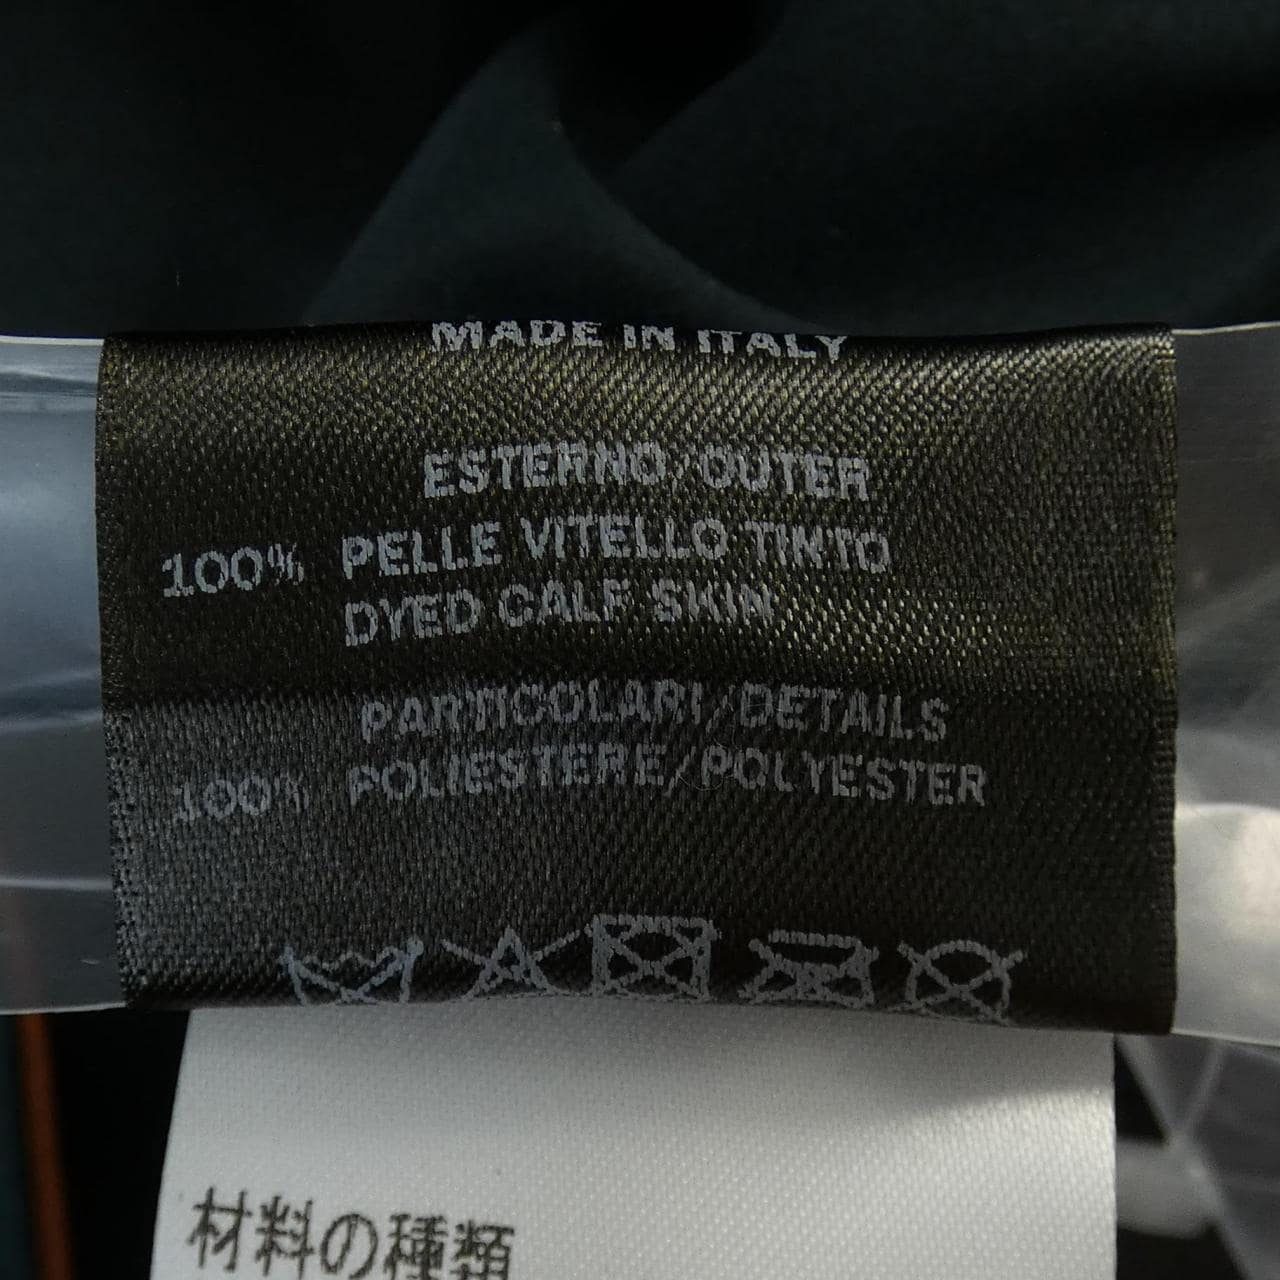 MADE IN ITALY
ESTERNO/OUTER
100% PELLE VITELLO TINTO
DYED CALF SKIN
PARTICOLARI/DETAILS
100% POLIESTERE/POLYESTER
材料の種類